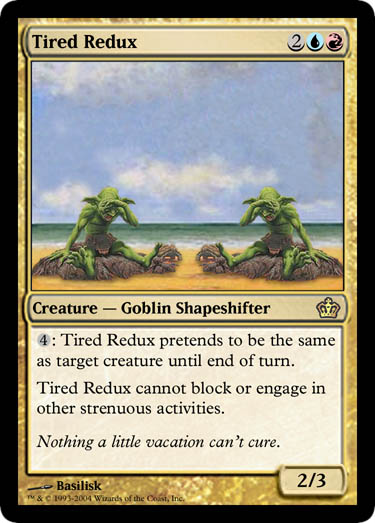 Tired Redux 2
Creature — Goblin Shapeshifter
4: Tired Redux pretends to be the same
as target creature until end of turn.
Tired Redux cannot block or engage in
other strenuous activities.
Nothing a little vacation can't cure.
2/3
Basilisk
™ & © 1993-2004 Wizards of the Coast, Inc.